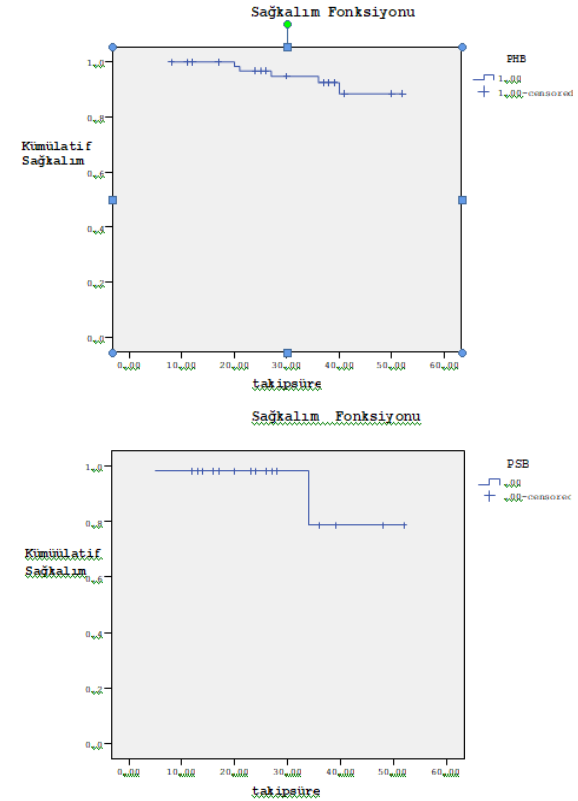 Sağkalım Fonksiyonu
PHB
1,00
1,00-censored
Kümülatif
Sağkalım
1,0
0,8
0,6
0,4
0,2
0,0
0,00 10,00 20,00 30,00 40,00 50,00 60,00
takipsüre
Sağkalım Fonksiyonu
PSB
,00
,00-censored
Kümüülatif
Sağkalım
1,0
0,8
0,6
0,4
0,2
0,0
0,00 10,00 20,00 30,00 40,00 50,00 60,00
takipsüre